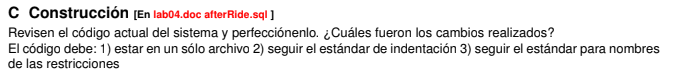 C Construcción [En lab04.doc afterRide.sql ]
Revisen el código actual del sistema y perfecciónenlo. ¿Cuáles fueron los cambios realizados?
El código debe: 1) estar en un sólo archivo 2) seguir el estándar de indentación 3) seguir el estándar para nombres
de las restricciones